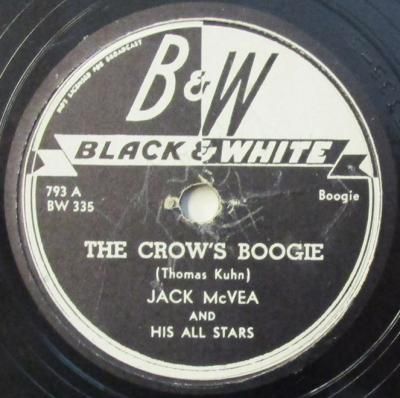 NOT LICENSED FOR BROADCAST
B&W
BLACK & WHITE
793 A
BW 335
Boogie
THE CROW'S BOOGIE
(Thomas Kuhn)
JACK McVEA
AND
HIS ALL STARS